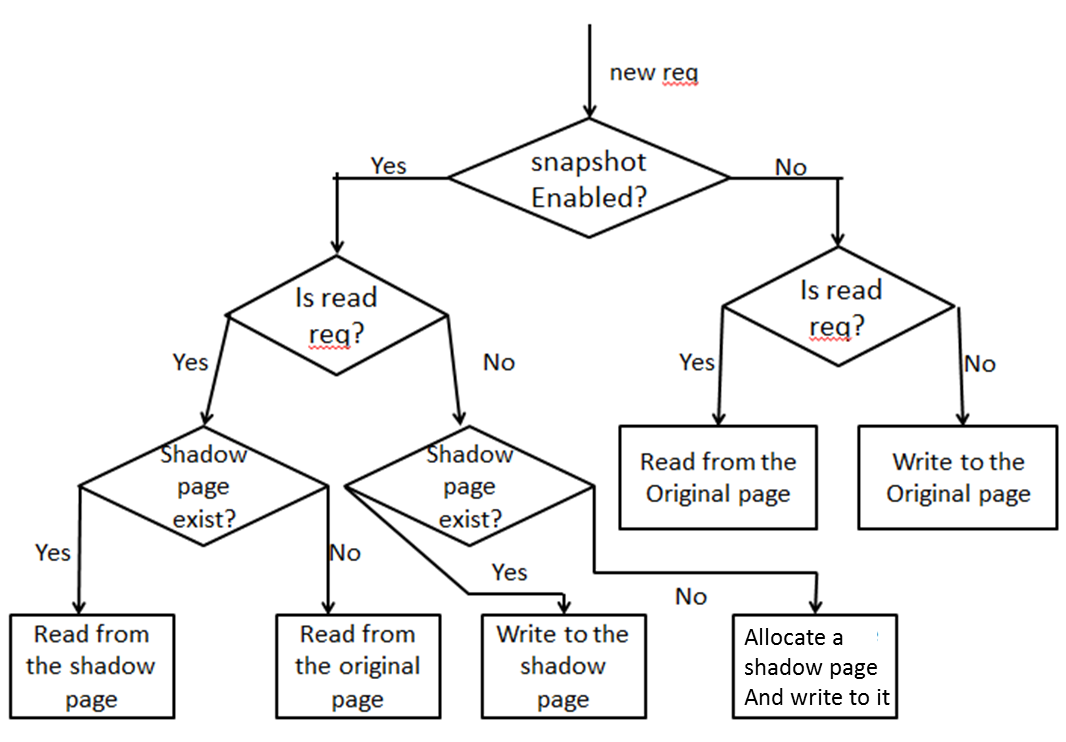 new req
snapshot
Enabled?
Yes
No
Is read
req?
Is read
req?
Yes
No
Yes
No
Shadow
page
exist?
Shadow
page
exist?
Read from the
Original page
Write to the
Original page
Yes
No
Yes
No
Read from
the shadow
page
Read from
the original
page
Write to the
shadow
page
Allocate a
shadow page
And write to it